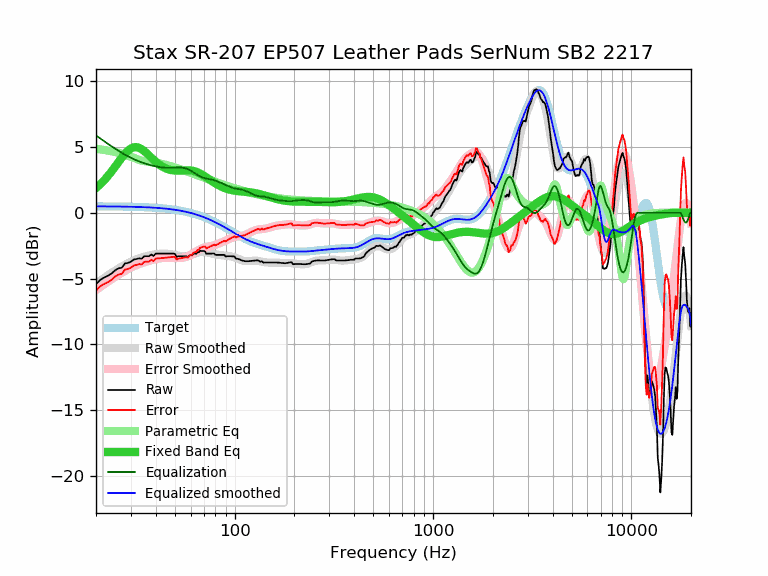 Stax SR-207 EP507 Leather Pads SerNum SB2 2217
10
5
0
−5
−10
−15
−20
Amplitude (dBr)
Target
Raw Smoothed
Error Smoothed
Raw
Error
Parametric Eq
Fixed Band Eq
Equalization
Equalized smoothed
100
1000
10000
Frequency (Hz)